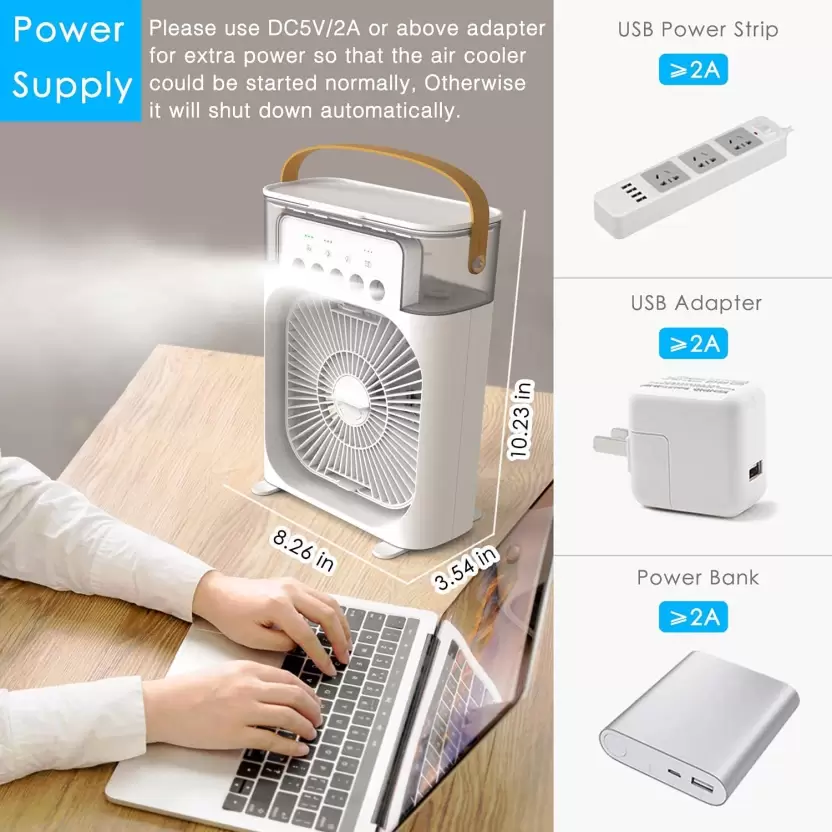 Power
Supply
Please use DC5V/2A or above adapter
for extra power so that the air cooler
could be started normally, Otherwise
it will shut down automatically.
10.23 in
8.26 in
3.54 in
USB Power Strip
⩾2A
USB Adapter
⩾2A
Power Bank
⩾2A